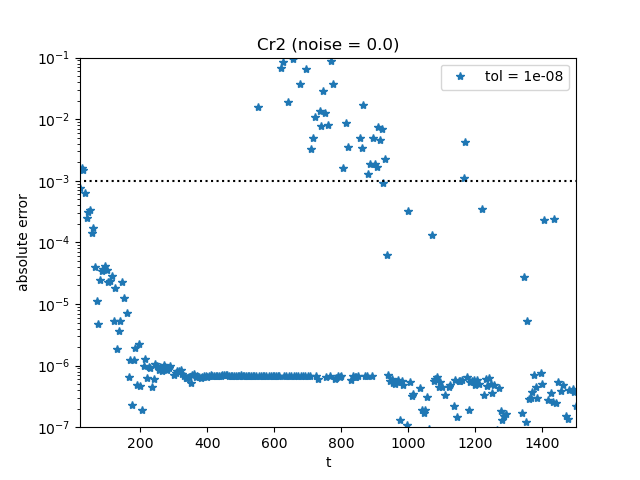 Cr2 (noise = 0.0)
tol = 1e-08
absolute error
10⁻¹
10⁻²
10⁻³
10⁻⁴
10⁻⁵
10⁻⁶
10⁻⁷
200 400 600 800 1000 1200 1400
t